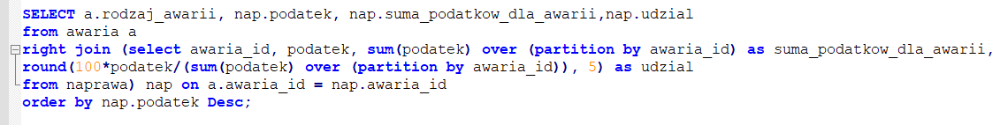 SELECT a.rodzaj_awarii, nap.podatek, nap.suma_podatkow_dla_awarii,nap.udzial
from awaria a
right join (select awaria_id, podatek, sum(podatek) over (partition by awaria_id) as suma_podatkow_dla_awarii,
round(100*podatek/(sum(podatek) over (partition by awaria_id)), 5) as udzial
from naprawa) nap on a.awaria_id = nap.awaria_id
order by nap.podatek Desc;